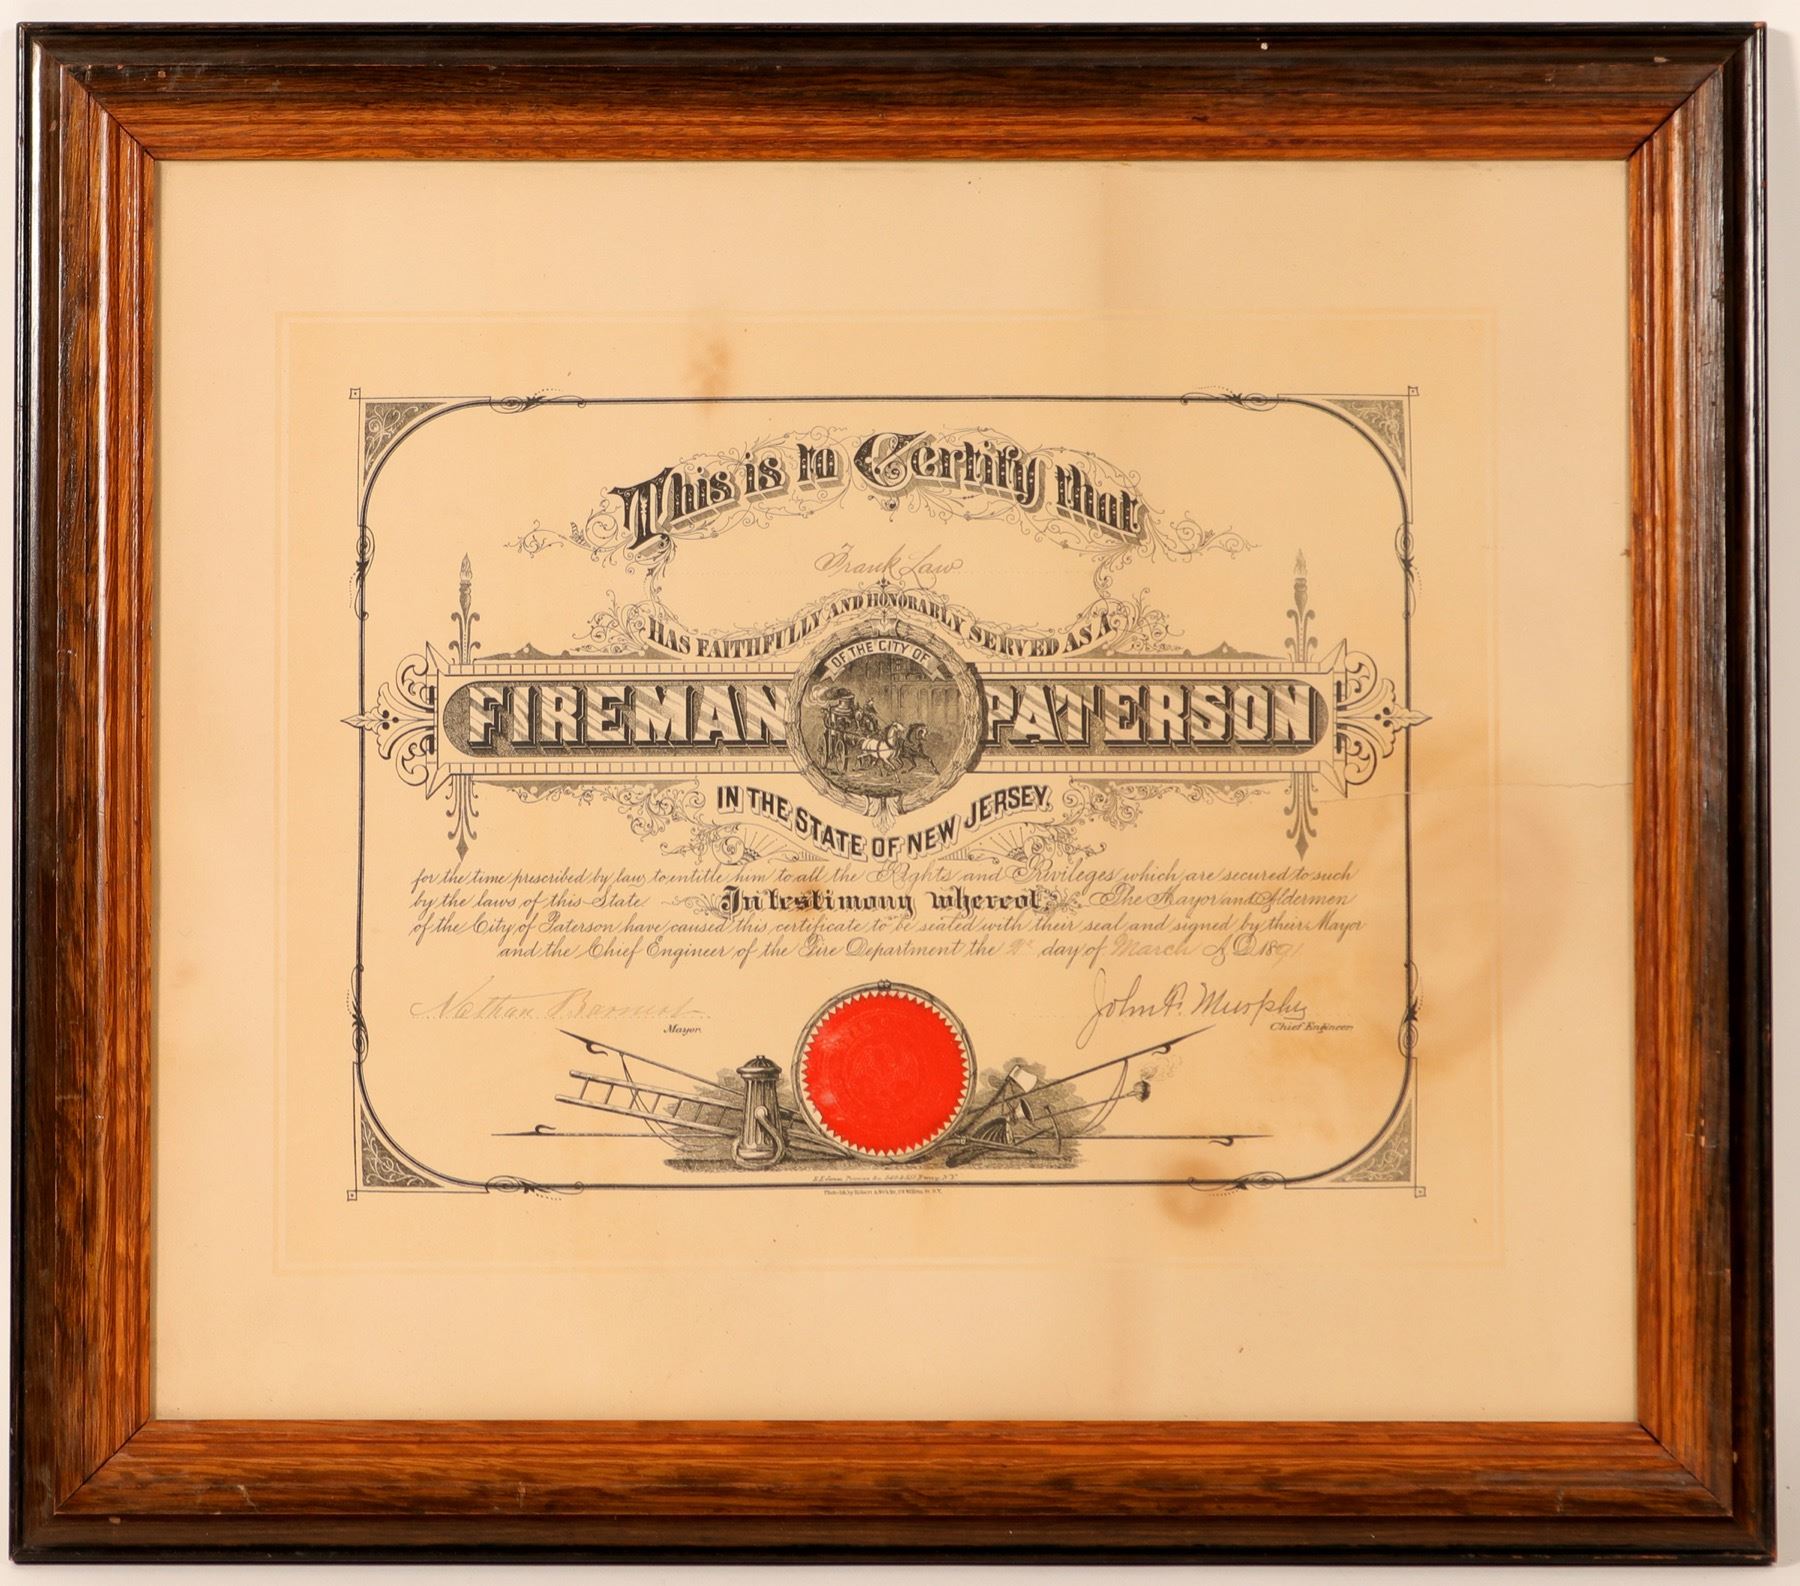 This is to Certify that
Frank Law
HAS FAITHFULLY AND HONORABLY SERVED AS A
OF THE CITY OF
FIREMAN PATERSON
IN THE STATE OF NEW JERSEY,
for the time prescribed by law, to entitle him to all the Rights and Privileges which are secured to such
by the laws of this State In testimony whereof, The Mayor and Aldermen
of the City of Paterson have caused this certificate to be sealed with their seal and signed by their Mayor
and the Chief Engineer of the Fire Department the day of March A.D. 1891
Nathan Barnert John F. Murphy
Mayor. Chief Engineer